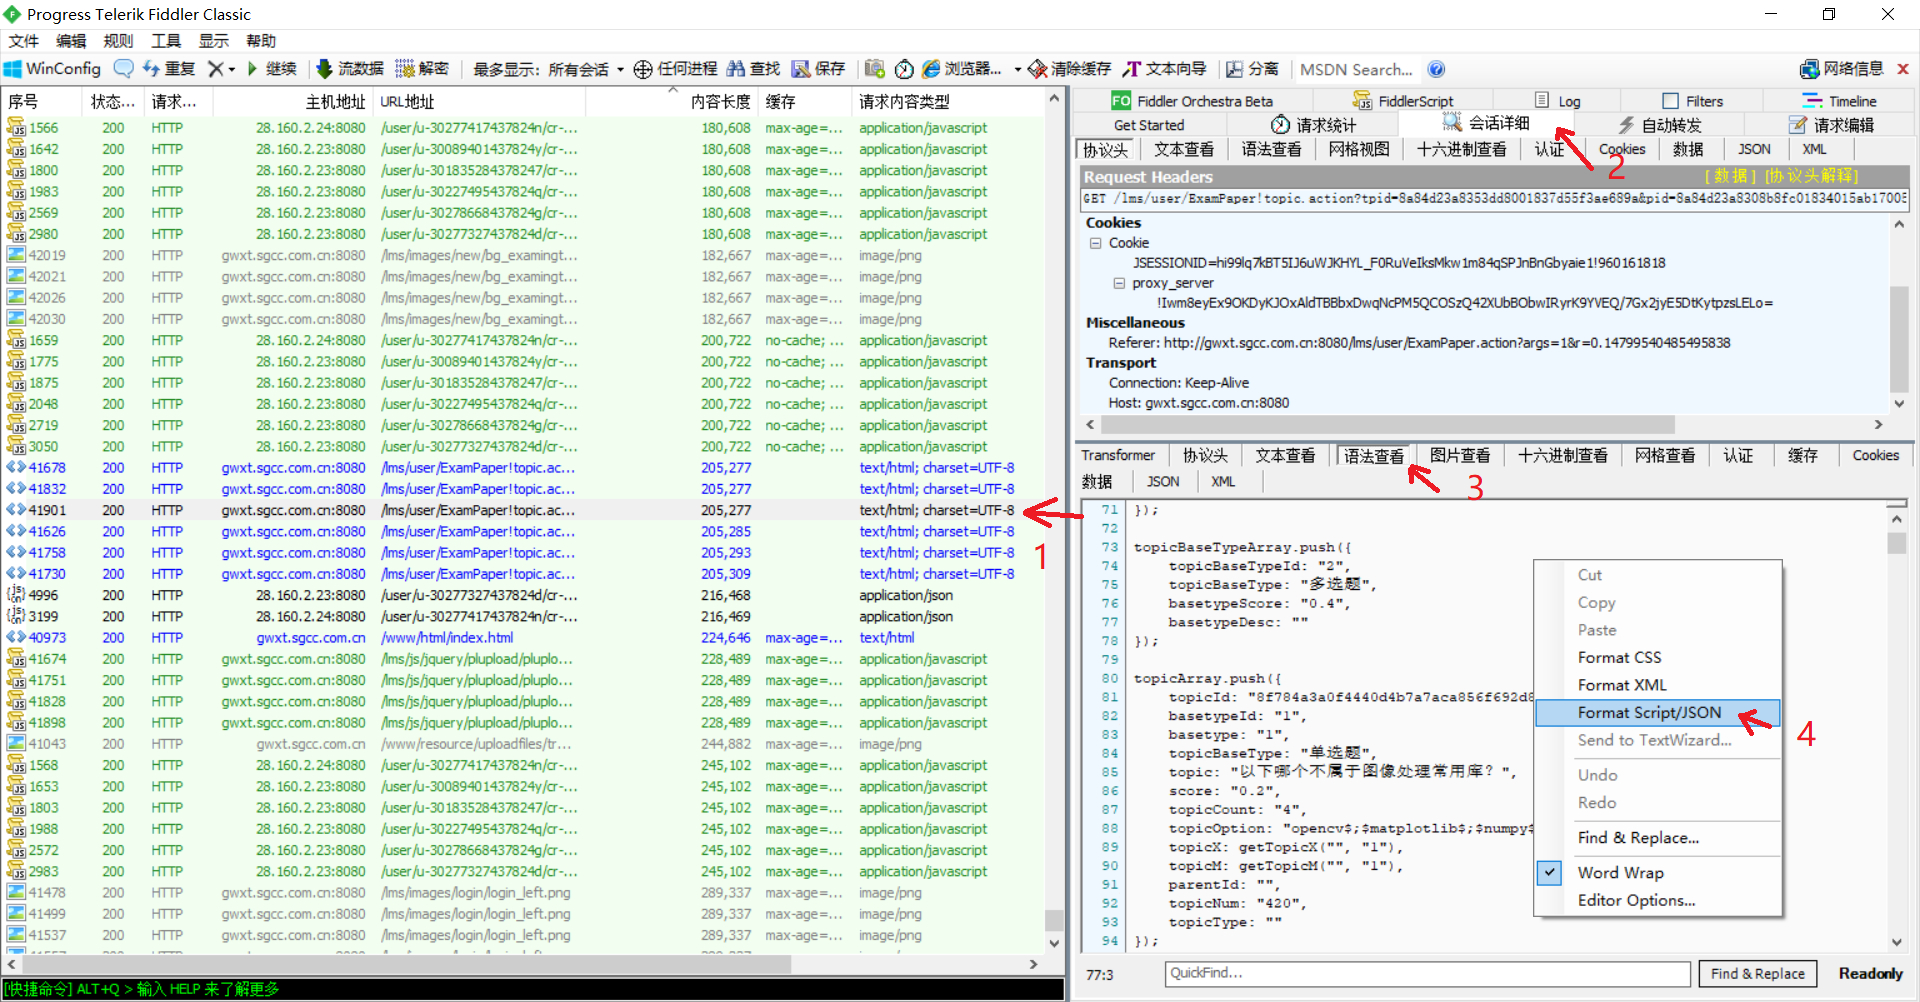 Progress Telerik Fiddler Classic
文件 编辑 规则 工具 显示 帮助
WinConfig 重复 继续 流数据 解密 最多显示: 所有会话 任何进程 查找 保存 浏览器... 清除缓存 文本向导 分离 MSDN Search... 网络信息
序号 状态... 请求... 主机地址 URL地址 内容长度 缓存 请求内容类型
1566 200 HTTP 28.160.2.24:8080 /user/u-30277417437824n/cr-... 180,608 max-age=... application/javascript
1642 200 HTTP 28.160.2.23:8080 /user/u-30089401437824y/cr-... 180,608 max-age=... application/javascript
1800 200 HTTP 28.160.2.23:8080 /user/u-301835284378247/cr-... 180,608 max-age=... application/javascript
1983 200 HTTP 28.160.2.23:8080 /user/u-30227495437824q/cr-... 180,608 max-age=... application/javascript
2569 200 HTTP 28.160.2.23:8080 /user/u-30278668437824g/cr-... 180,608 max-age=... application/javascript
2980 200 HTTP 28.160.2.23:8080 /user/u-30277327437824d/cr-... 180,608 max-age=... application/javascript
42019 200 HTTP gwxt.sgcc.com.cn:8080 /lms/images/new/bg_examingt... 182,667 max-age=... image/png
42021 200 HTTP gwxt.sgcc.com.cn:8080 /lms/images/new/bg_examingt... 182,667 max-age=... image/png
42026 200 HTTP gwxt.sgcc.com.cn:8080 /lms/images/new/bg_examingt... 182,667 max-age=... image/png
42030 200 HTTP gwxt.sgcc.com.cn:8080 /lms/images/new/bg_examingt... 182,667 max-age=... image/png
1659 200 HTTP 28.160.2.24:8080 /user/u-30277417437824n/cr-... 200,722 no-cache; ... application/javascript
1775 200 HTTP 28.160.2.23:8080 /user/u-30089401437824y/cr-... 200,722 no-cache; ... application/javascript
1875 200 HTTP 28.160.2.23:8080 /user/u-301835284378247/cr-... 200,722 no-cache; ... application/javascript
2048 200 HTTP 28.160.2.23:8080 /user/u-30227495437824q/cr-... 200,722 no-cache; ... application/javascript
2719 200 HTTP 28.160.2.23:8080 /user/u-30278668437824g/cr-... 200,722 no-cache; ... application/javascript
3050 200 HTTP 28.160.2.23:8080 /user/u-30277327437824d/cr-... 200,722 no-cache; ... application/javascript
41678 200 HTTP gwxt.sgcc.com.cn:8080 /lms/user/ExamPaper!topic.ac... 205,277 text/html; charset=UTF-8
41832 200 HTTP gwxt.sgcc.com.cn:8080 /lms/user/ExamPaper!topic.ac... 205,277 text/html; charset=UTF-8
41901 200 HTTP gwxt.sgcc.com.cn:8080 /lms/user/ExamPaper!topic.ac... 205,277 text/html; charset=UTF-8
41626 200 HTTP gwxt.sgcc.com.cn:8080 /lms/user/ExamPaper!topic.ac... 205,285 text/html; charset=UTF-8
41758 200 HTTP gwxt.sgcc.com.cn:8080 /lms/user/ExamPaper!topic.ac... 205,293 text/html; charset=UTF-8
41730 200 HTTP gwxt.sgcc.com.cn:8080 /lms/user/ExamPaper!topic.ac... 205,309 text/html; charset=UTF-8
4996 200 HTTP 28.160.2.23:8080 /user/u-30277327437824d/cr-... 216,468 application/json
3199 200 HTTP 28.160.2.24:8080 /user/u-30277417437824n/cr-... 216,469 application/json
40973 200 HTTP gwxt.sgcc.com.cn /www/html/index.html 224,646 max-age=... text/html
41674 200 HTTP gwxt.sgcc.com.cn:8080 /lms/js/jquery/plupload/pluplo... 228,489 max-age=... application/javascript
41751 200 HTTP gwxt.sgcc.com.cn:8080 /lms/js/jquery/plupload/pluplo... 228,489 max-age=... application/javascript
41828 200 HTTP gwxt.sgcc.com.cn:8080 /lms/js/jquery/plupload/pluplo... 228,489 max-age=... application/javascript
41898 200 HTTP gwxt.sgcc.com.cn:8080 /lms/js/jquery/plupload/pluplo... 228,489 max-age=... application/javascript
41043 200 HTTP gwxt.sgcc.com.cn /www/resource/uploadfiles/tr... 244,882 max-age=... image/png
1568 200 HTTP 28.160.2.24:8080 /user/u-30277417437824n/cr-... 245,102 max-age=... application/javascript
1653 200 HTTP 28.160.2.23:8080 /user/u-30089401437824y/cr-... 245,102 max-age=... application/javascript
1803 200 HTTP 28.160.2.23:8080 /user/u-301835284378247/cr-... 245,102 max-age=... application/javascript
1988 200 HTTP 28.160.2.23:8080 /user/u-30227495437824q/cr-... 245,102 max-age=... application/javascript
2572 200 HTTP 28.160.2.23:8080 /user/u-30278668437824g/cr-... 245,102 max-age=... application/javascript
2983 200 HTTP 28.160.2.23:8080 /user/u-30277327437824d/cr-... 245,102 max-age=... application/javascript
41478 200 HTTP gwxt.sgcc.com.cn:8080 /lms/images/login/login_left.png 289,337 max-age=... image/png
41499 200 HTTP gwxt.sgcc.com.cn:8080 /lms/images/login/login_left.png 289,337 max-age=... image/png
41537 200 HTTP gwxt.sgcc.com.cn:8080 /lms/images/login/login_left.png 289,337 max-age=... image/png
[快捷命令] ALT+Q > 输入 HELP 来了解更多
1
FO Fiddler Orchestra Beta FiddlerScript Log Filters Timeline
Get Started 请求统计 会话详细 自动转发 请求编辑
2
协议头 文本查看 语法查看 网格视图 十六进制查看 认证 Cookies 数据 JSON XML
Request Headers [数据] [协议头解释]
GET /lms/user/ExamPaper!topic.action?tpid=8a84d23a8353dd8001837d55f3ae689a&pid=8a84d23a8308b8fc01834015ab17005
Cookies
Cookie
JSESSIONID=hi99lq7kBT5IJ6uWJKHYL_F0RuVeIksMkw1m84qSPJnBnGbyaie1!960161818
proxy_server
!Iwm8eyEx9OKDyKJOxAldTBBbxDwqNcPM5QCOSzQ42XUbBObwIRyrK9YVEQ/7Gx2jyE5DtKytpzsLELo=
Miscellaneous
Referer: http://gwxt.sgcc.com.cn:8080/lms/user/ExamPaper.action?args=1&r=0.14799540485495838
Transport
Connection: Keep-Alive
Host: gwxt.sgcc.com.cn:8080
Transformer 协议头 文本查看 语法查看 图片查看 十六进制查看 网格查看 认证 缓存 Cookies
数据 JSON XML
3
71 });
72
73 topicBaseTypeArray.push({
74 topicBaseTypeId: "2",
75 topicBaseType: "多选题",
76 basetypeScore: "0.4",
77 basetypeDesc: ""
78 });
79
80 topicArray.push({
81 topicId: "8f784a3a0f4440d4b7a7aca856f692d8
82 basetypeId: "1",
83 basetype: "1",
84 topicBaseType: "单选题",
85 topic: "以下哪个不属于图像处理常用库？",
86 score: "0.2",
87 topicCount: "4",
88 topicOption: "opencv$;$matplotlib$;$numpy$
89 topicX: getTopicX("", "1"),
90 topicM: getTopicM("", "1"),
91 parentId: "",
92 topicNum: "420",
93 topicType: ""
94 });
Cut
Copy
Paste
Format CSS
Format XML
Format Script/JSON
Send to TextWizard...
Undo
Redo
Find & Replace...
Word Wrap
Editor Options...
4
77:3 QuickFind... Find & Replace Readonly